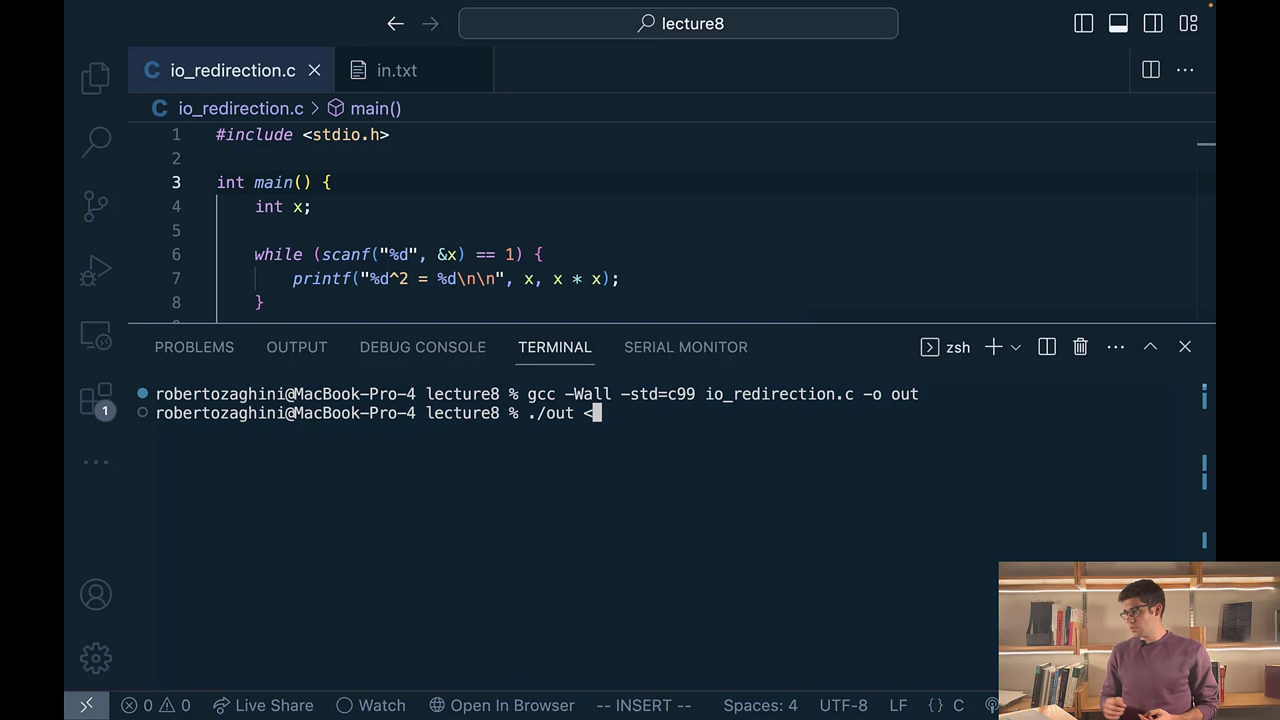 lecture8
io_redirection.c
in.txt
io_redirection.c > main()
1 #include <stdio.h>
2
3 int main() {
4 int x;
5
6 while (scanf("%d", &x) == 1) {
7 printf("%d^2 = %d\n\n", x, x * x);
8 }
PROBLEMS OUTPUT DEBUG CONSOLE TERMINAL SERIAL MONITOR zsh
robertozaghini@MacBook-Pro-4 lecture8 % gcc -Wall -std=c99 io_redirection.c -o out
robertozaghini@MacBook-Pro-4 lecture8 % ./out <
1
0 0 Live Share Watch Open In Browser -- INSERT -- Spaces: 4 UTF-8 LF {} C